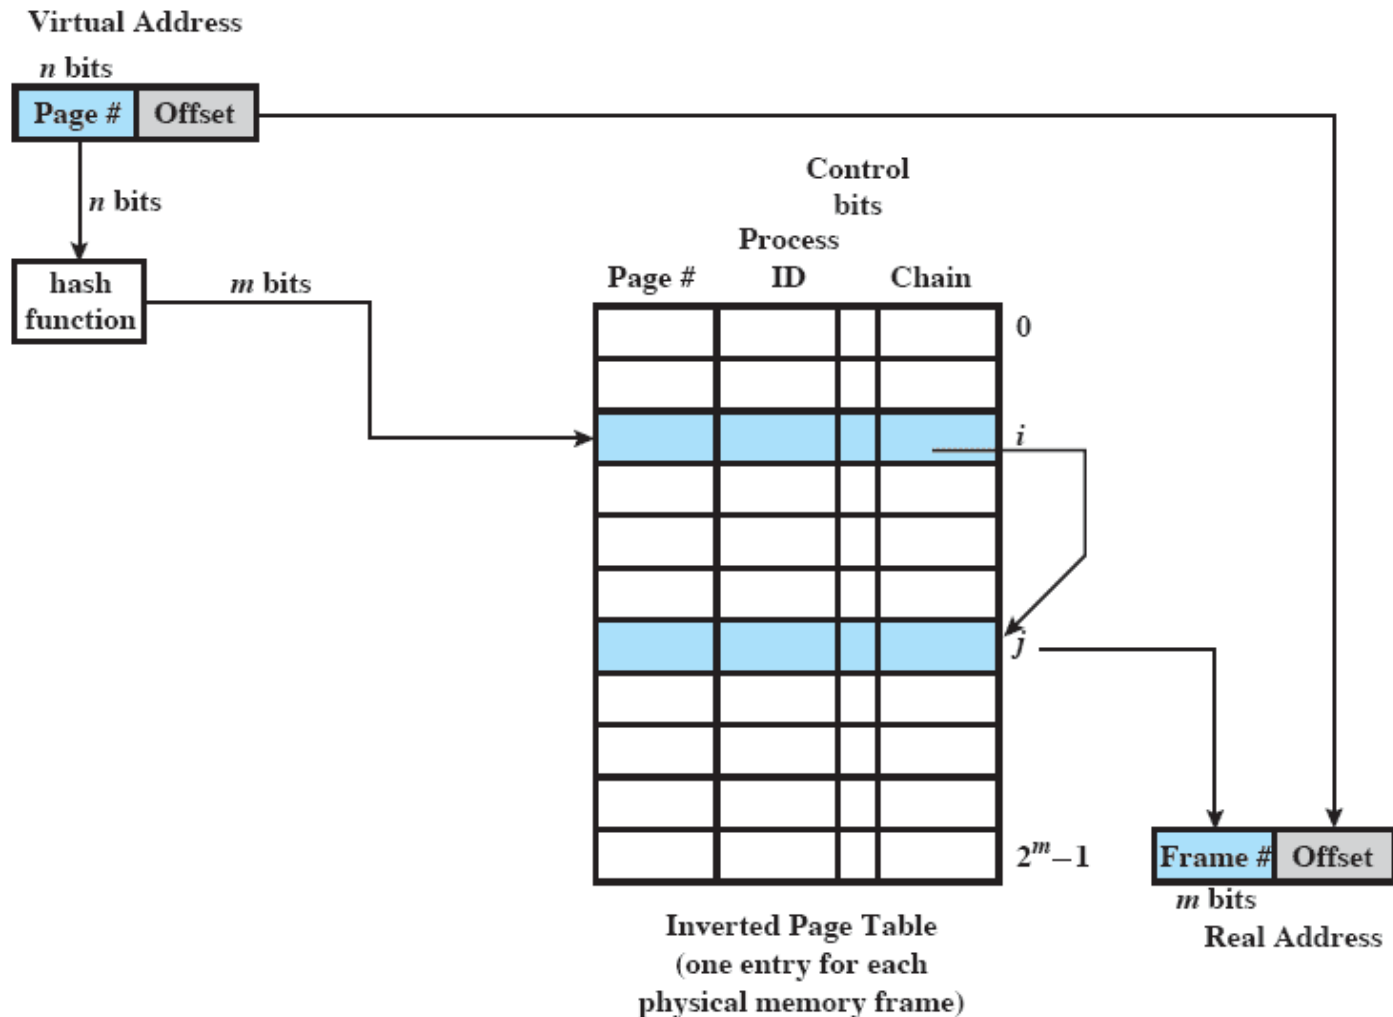 Virtual Address
n bits
Page # Offset
n bits
hash
function
m bits
Control
bits
Process
Page # ID Chain
0
i
j
2^m−1
Frame # Offset
m bits
Real Address
Inverted Page Table
(one entry for each
physical memory frame)